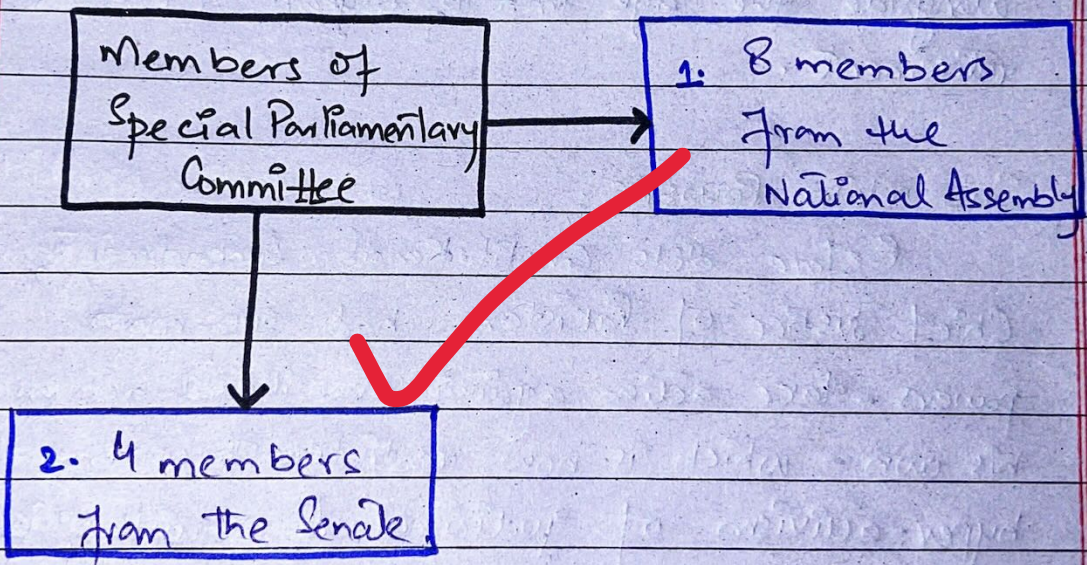 Members of
Special Parliamentary
Committee
1. 8 members
from the
National Assembly
2. 4 members
from the Senate.